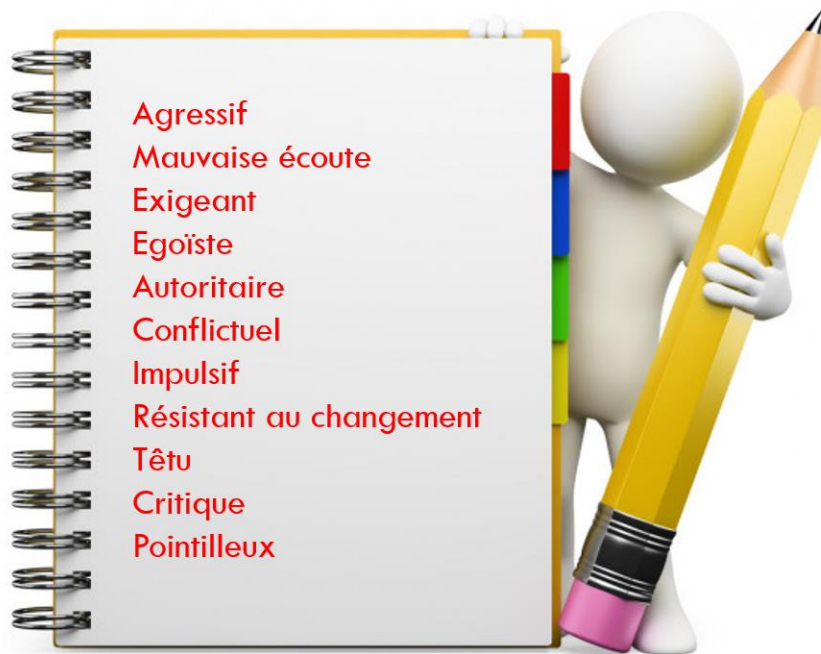 Agressif
Mauvaise écoute
Exigeant
Egoïste
Autoritaire
Conflictuel
Impulsif
Résistant au changement
Têtu
Critique
Pointilleux